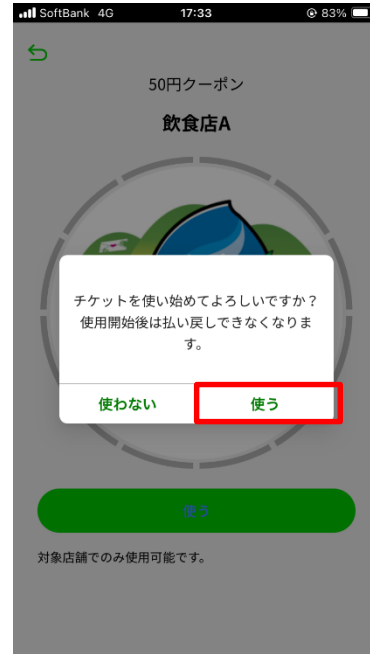 SoftBank 4G 17:33 83%
50円クーポン
飲食店A
チケットを使い始めてよろしいですか？
使用開始後は払い戻しできなくなりま
す。
使わない 使う
使う
対象店舗でのみ使用可能です。